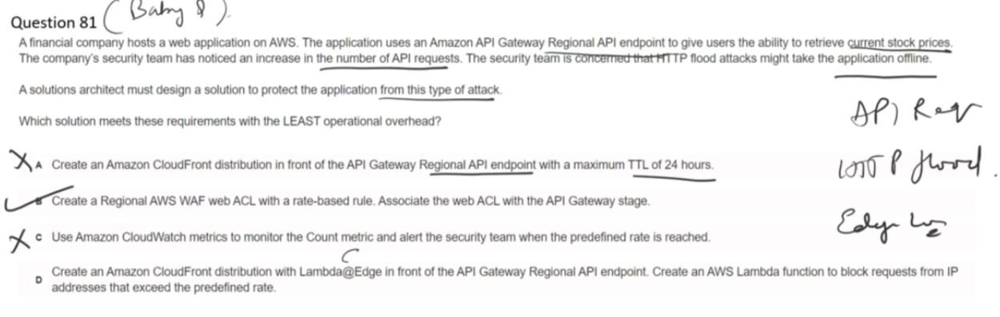 Question 81 (Baby Q).
A financial company hosts a web application on AWS. The application uses an Amazon API Gateway Regional API endpoint to give users the ability to retrieve current stock prices.
The company's security team has noticed an increase in the number of API requests. The security team is concerned that HTTP flood attacks might take the application offline.
A solutions architect must design a solution to protect the application from this type of attack.
Which solution meets these requirements with the LEAST operational overhead?
API Req
A Create an Amazon CloudFront distribution in front of the API Gateway Regional API endpoint with a maximum TTL of 24 hours.
HTTP flood.
B Create a Regional AWS WAF web ACL with a rate-based rule. Associate the web ACL with the API Gateway stage.
C Use Amazon CloudWatch metrics to monitor the Count metric and alert the security team when the predefined rate is reached.
Edge
D Create an Amazon CloudFront distribution with Lambda@Edge in front of the API Gateway Regional API endpoint. Create an AWS Lambda function to block requests from IP
addresses that exceed the predefined rate.